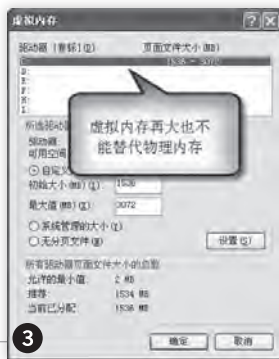 虚拟内存
驱动器 [卷标](D) 页面文件大小(MB)
C: 1536 - 3072
D:
E:
F:
虚拟内存再大也不
能替代物理内存
所选驱动器
驱动器
可用空间
自定义
初始大小(MB)(I): 1536
最大值(MB)(X): 3072
系统管理的大小(Y)
无分页文件(N) 设置(S)
所有驱动器页面文件大小的总数
允许的最小值: 2 MB
推荐: 1534 MB
当前已分配: 1536 MB
确定 取消
3